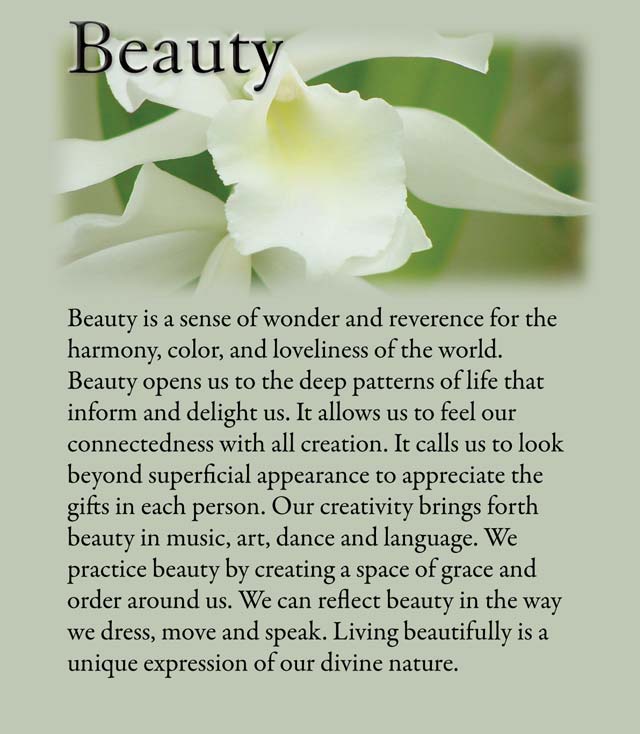 Beauty
Beauty is a sense of wonder and reverence for the
harmony, color, and loveliness of the world.
Beauty opens us to the deep patterns of life that
inform and delight us. It allows us to feel our
connectedness with all creation. It calls us to look
beyond superficial appearance to appreciate the
gifts in each person. Our creativity brings forth
beauty in music, art, dance and language. We
practice beauty by creating a space of grace and
order around us. We can reflect beauty in the way
we dress, move and speak. Living beautifully is a
unique expression of our divine nature.